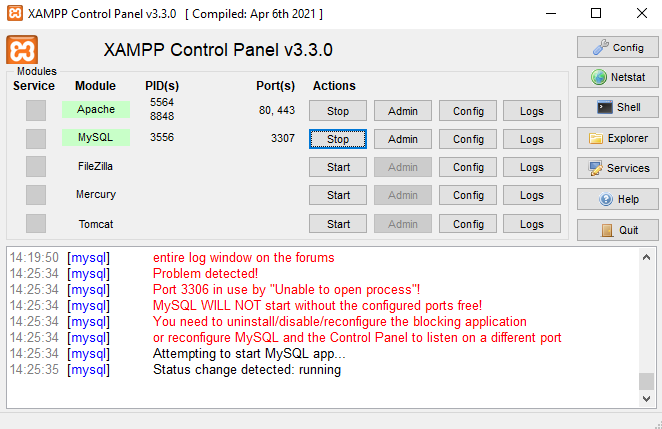 XAMPP Control Panel v3.3.0 [ Compiled: Apr 6th 2021 ]
XAMPP Control Panel v3.3.0
Config
Modules
Service Module PID(s) Port(s) Actions
Netstat
Apache 5564 8848 80, 443 Stop Admin Config Logs
Shell
MySQL 3556 3307 Stop Admin Config Logs
Explorer
FileZilla Start Admin Config Logs
Services
Mercury Start Admin Config Logs
Help
Tomcat Start Admin Config Logs
Quit
14:19:50 [mysql] entire log window on the forums
14:25:34 [mysql] Problem detected!
14:25:34 [mysql] Port 3306 in use by "Unable to open process"!
14:25:34 [mysql] MySQL WILL NOT start without the configured ports free!
14:25:34 [mysql] You need to uninstall/disable/reconfigure the blocking application
14:25:34 [mysql] or reconfigure MySQL and the Control Panel to listen on a different port
14:25:34 [mysql] Attempting to start MySQL app...
14:25:35 [mysql] Status change detected: running